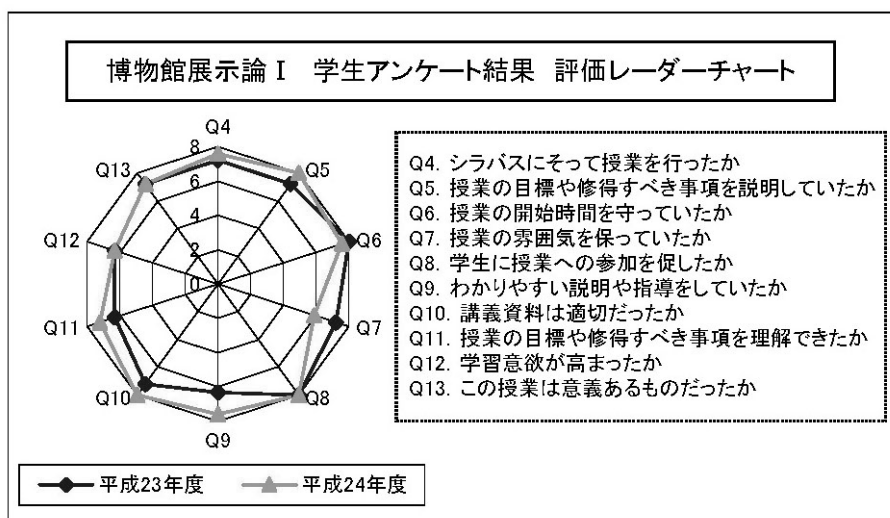 博物館展示論Ⅰ 学生アンケート結果 評価レーダーチャート
Q4
8
Q13
Q5
6
4
Q12
2
Q6
0
Q11
Q7
Q10
Q8
Q9
Q4. シラバスにそって授業を行ったか
Q5. 授業の目標や修得すべき事項を説明していたか
Q6. 授業の開始時間を守っていたか
Q7. 授業の雰囲気を保っていたか
Q8. 学生に授業への参加を促したか
Q9. わかりやすい説明や指導をしていたか
Q10. 講義資料は適切だったか
Q11. 授業の目標や修得すべき事項を理解できたか
Q12. 学習意欲が高まったか
Q13. この授業は意義あるものだったか
平成23年度 平成24年度